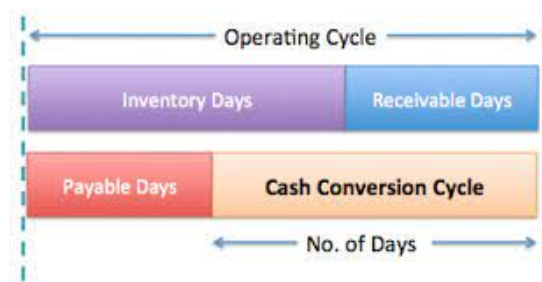 Operating Cycle
Inventory Days Receivable Days
Payable Days Cash Conversion Cycle
No. of Days